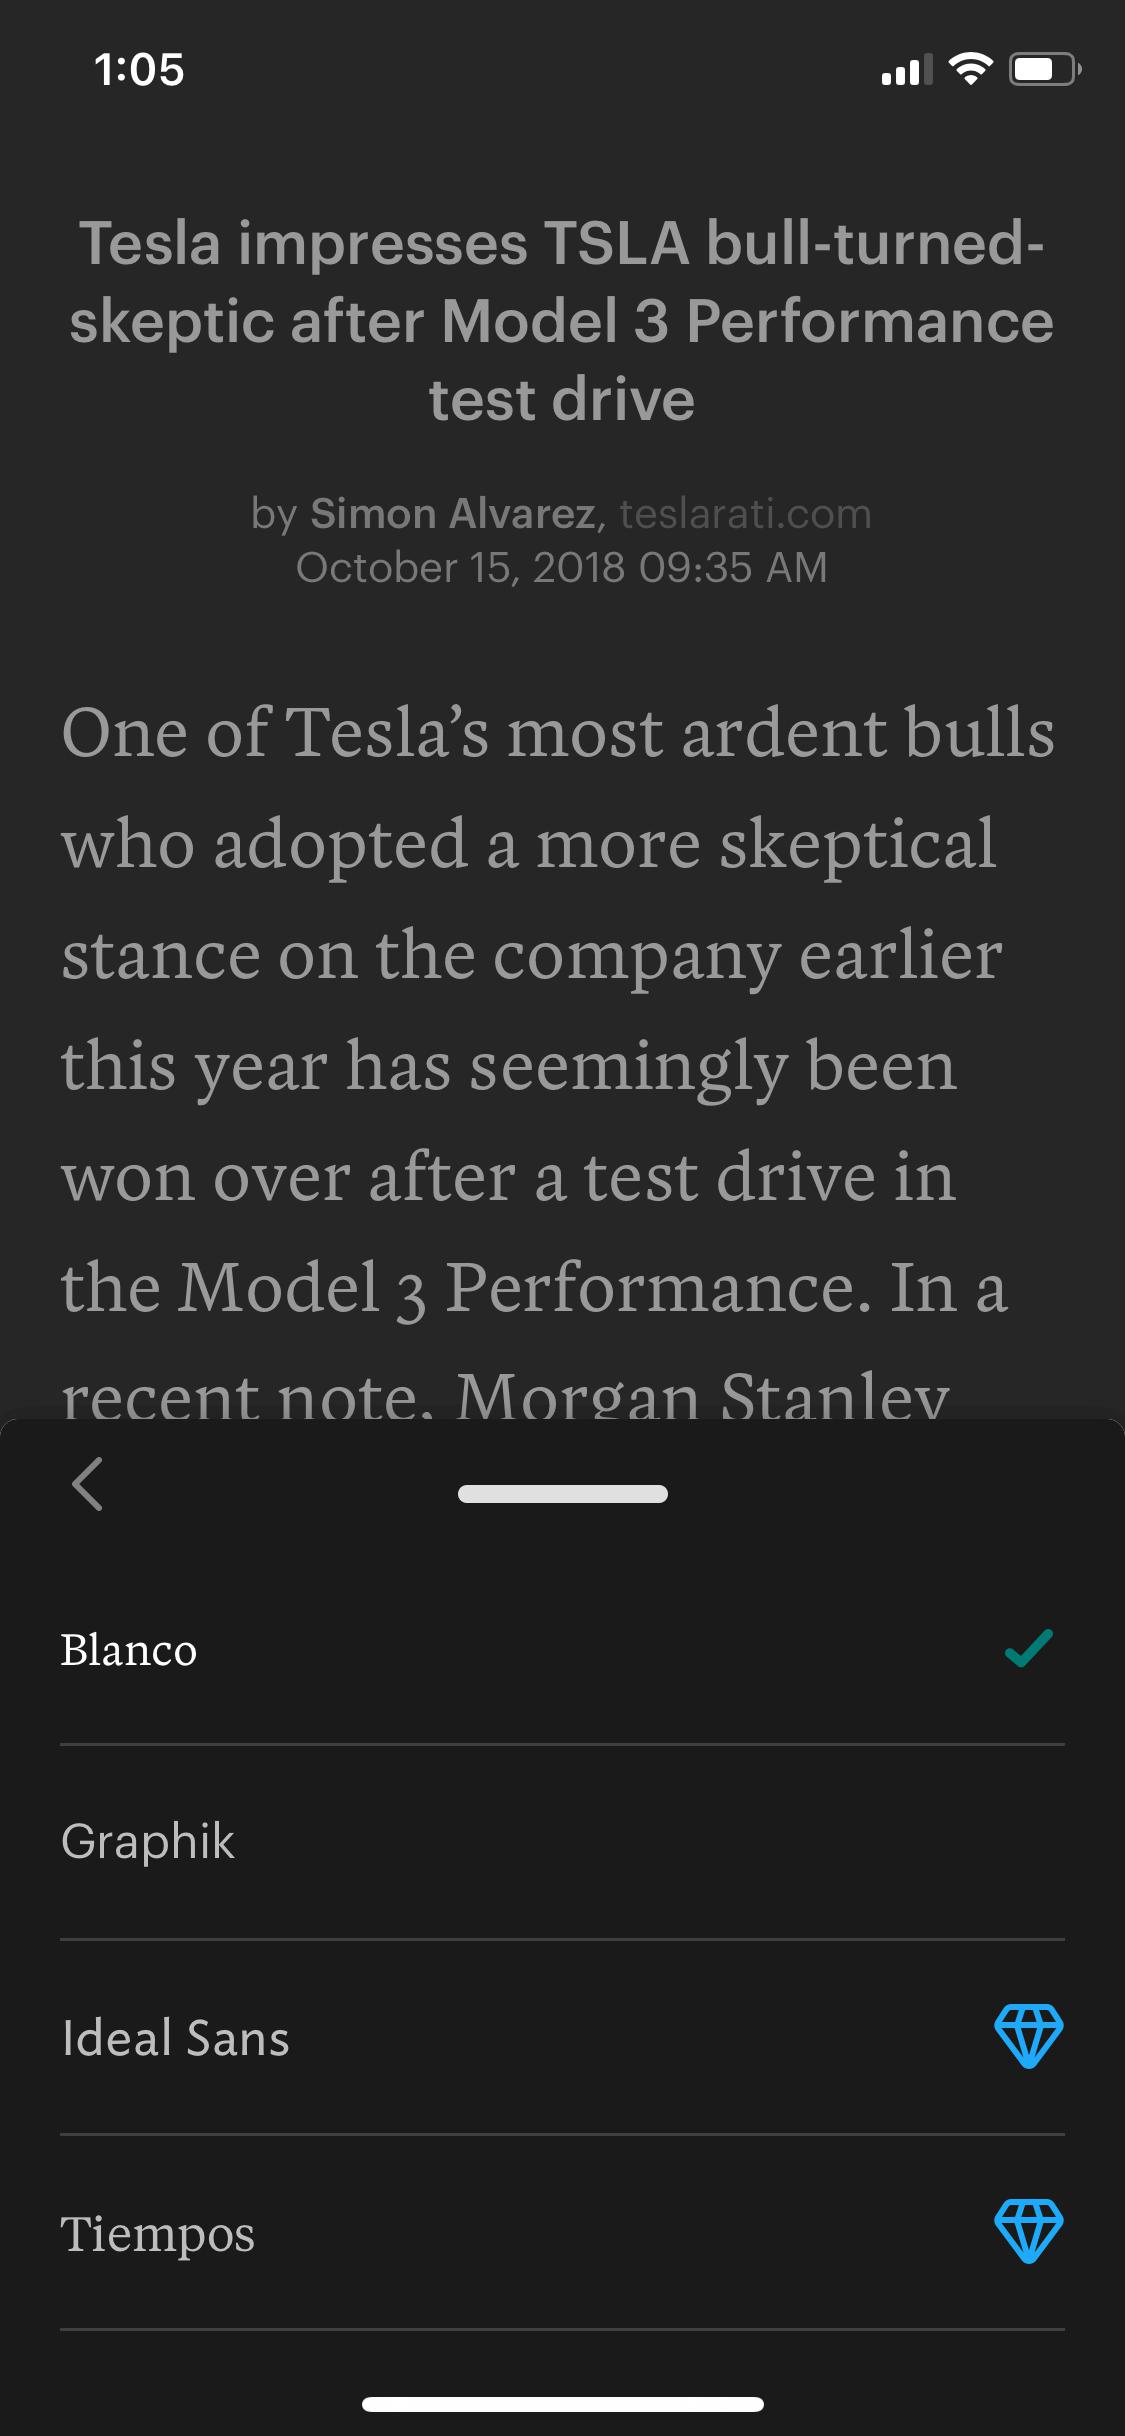 1:05
Tesla impresses TSLA bull-turned-
skeptic after Model 3 Performance
test drive
by Simon Alvarez, teslarati.com
October 15, 2018 09:35 AM
One of Tesla’s most ardent bulls
who adopted a more skeptical
stance on the company earlier
this year has seemingly been
won over after a test drive in
the Model 3 Performance. In a
recent note, Morgan Stanley
Blanco
Graphik
Ideal Sans
Tiempos